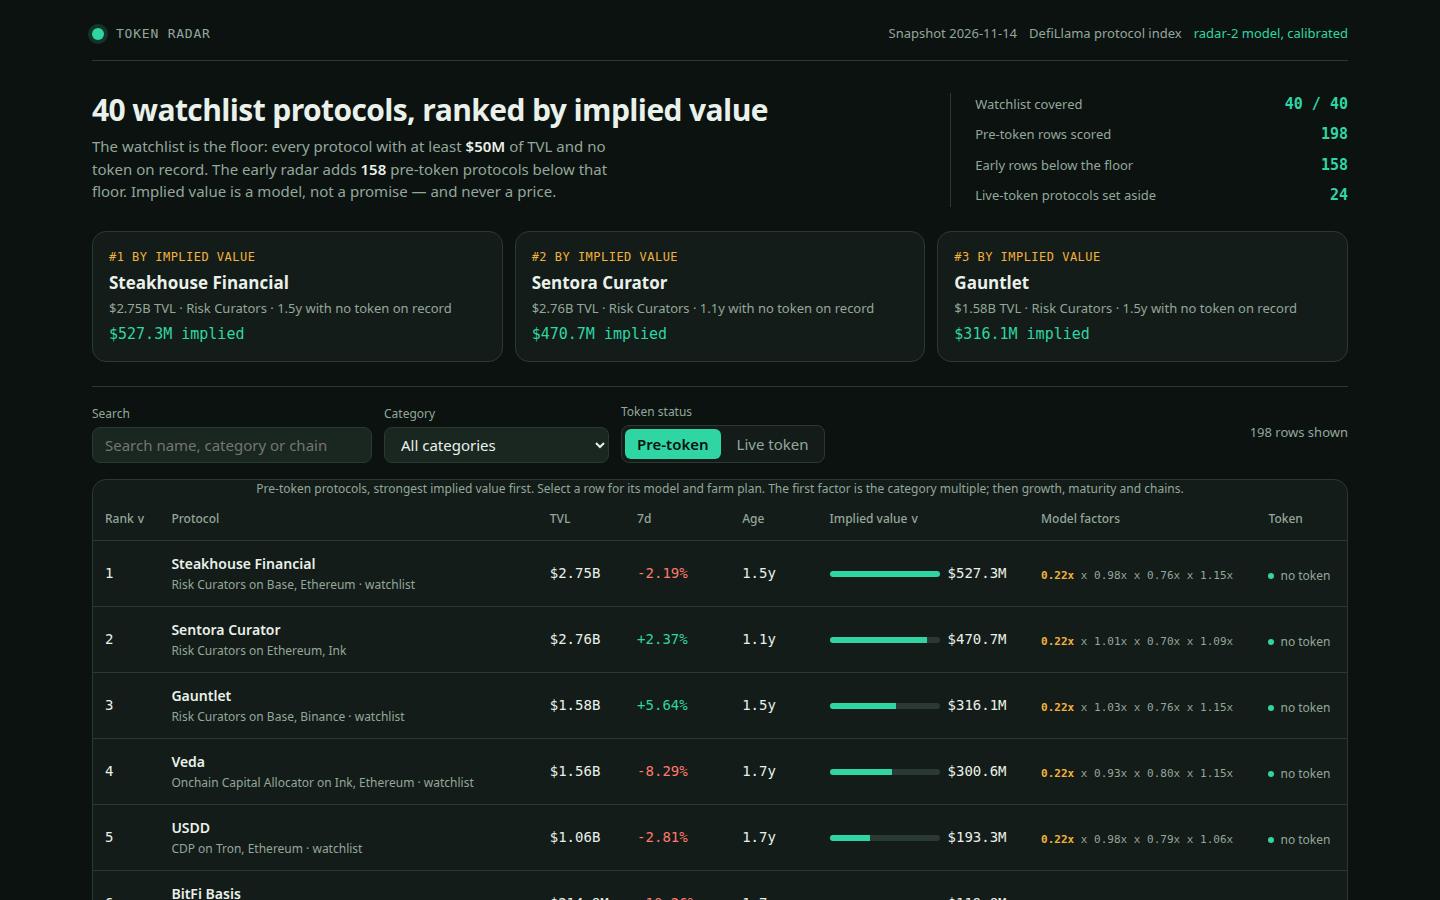 TOKEN RADAR
Snapshot 2026-11-14 DefiLlama protocol index radar-2 model, calibrated
40 watchlist protocols, ranked by implied value
The watchlist is the floor: every protocol with at least $50M of TVL and no
token on record. The early radar adds 158 pre-token protocols below that
floor. Implied value is a model, not a promise — and never a price.
Watchlist covered 40 / 40
Pre-token rows scored 198
Early rows below the floor 158
Live-token protocols set aside 24
#1 BY IMPLIED VALUE
Steakhouse Financial
$2.75B TVL · Risk Curators · 1.5y with no token on record
$527.3M implied
#2 BY IMPLIED VALUE
Sentora Curator
$2.76B TVL · Risk Curators · 1.1y with no token on record
$470.7M implied
#3 BY IMPLIED VALUE
Gauntlet
$1.58B TVL · Risk Curators · 1.5y with no token on record
$316.1M implied
Search
Search name, category or chain
Category
All categories
Token status
Pre-token Live token
198 rows shown
Pre-token protocols, strongest implied value first. Select a row for its model and farm plan. The first factor is the category multiple; then growth, maturity and chains.
Rank v Protocol TVL 7d Age Implied value v Model factors Token
1 Steakhouse Financial $2.75B -2.19% 1.5y $527.3M 0.22x x 0.98x x 0.76x x 1.15x no token
Risk Curators on Base, Ethereum · watchlist
2 Sentora Curator $2.76B +2.37% 1.1y $470.7M 0.22x x 1.01x x 0.70x x 1.09x no token
Risk Curators on Ethereum, Ink
3 Gauntlet $1.58B +5.64% 1.5y $316.1M 0.22x x 1.03x x 0.76x x 1.15x no token
Risk Curators on Base, Binance · watchlist
4 Veda $1.56B -8.29% 1.7y $300.6M 0.22x x 0.93x x 0.80x x 1.15x no token
Onchain Capital Allocator on Ink, Ethereum · watchlist
5 USDD $1.06B -2.81% 1.7y $193.3M 0.22x x 0.98x x 0.79x x 1.06x no token
CDP on Tron, Ethereum · watchlist
BitFi Basis